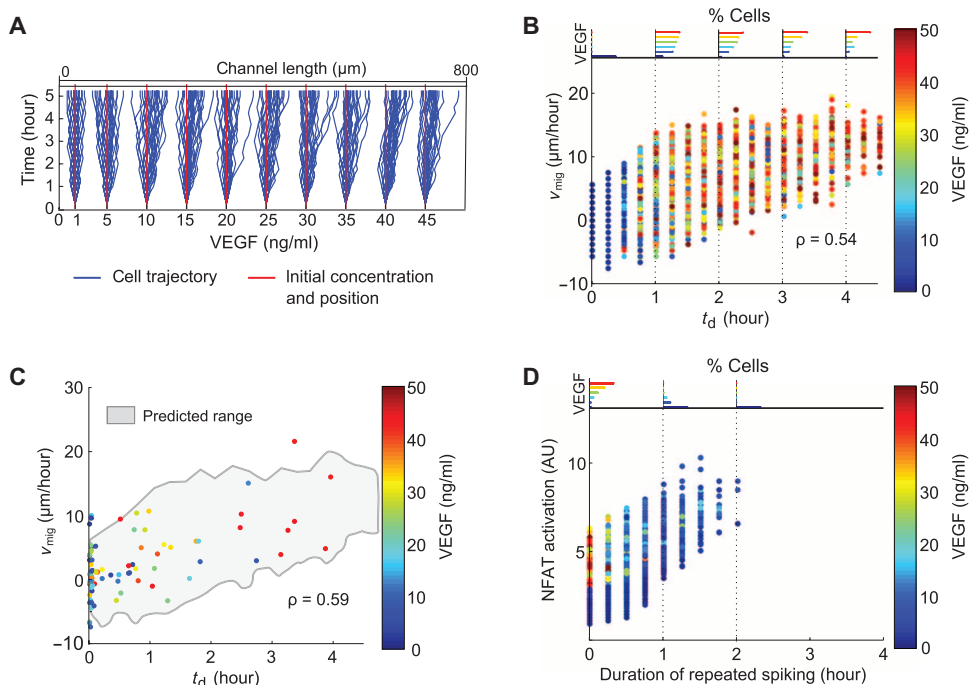 A
0
Channel length (µm)
800
Time (hour)
5
4
3
2
1
0
0 1 5 10 15 20 25 30 35 40 45
VEGF (ng/ml)
Cell trajectory
Initial concentration
and position
B
% Cells
VEGF
20
10
0
−10
vmig (µm/hour)
ρ = 0.54
0 1 2 3 4
td (hour)
50
40
30
20
10
0
VEGF (ng/ml)
C
30
20
10
0
−10
vmig (µm/hour)
Predicted range
ρ = 0.59
0 1 2 3 4
td (hour)
50
40
30
20
10
0
VEGF (ng/ml)
D
% Cells
VEGF
10
5
NFAT activation (AU)
0 1 2 3 4
Duration of repeated spiking (hour)
50
40
30
20
10
0
VEGF (ng/ml)